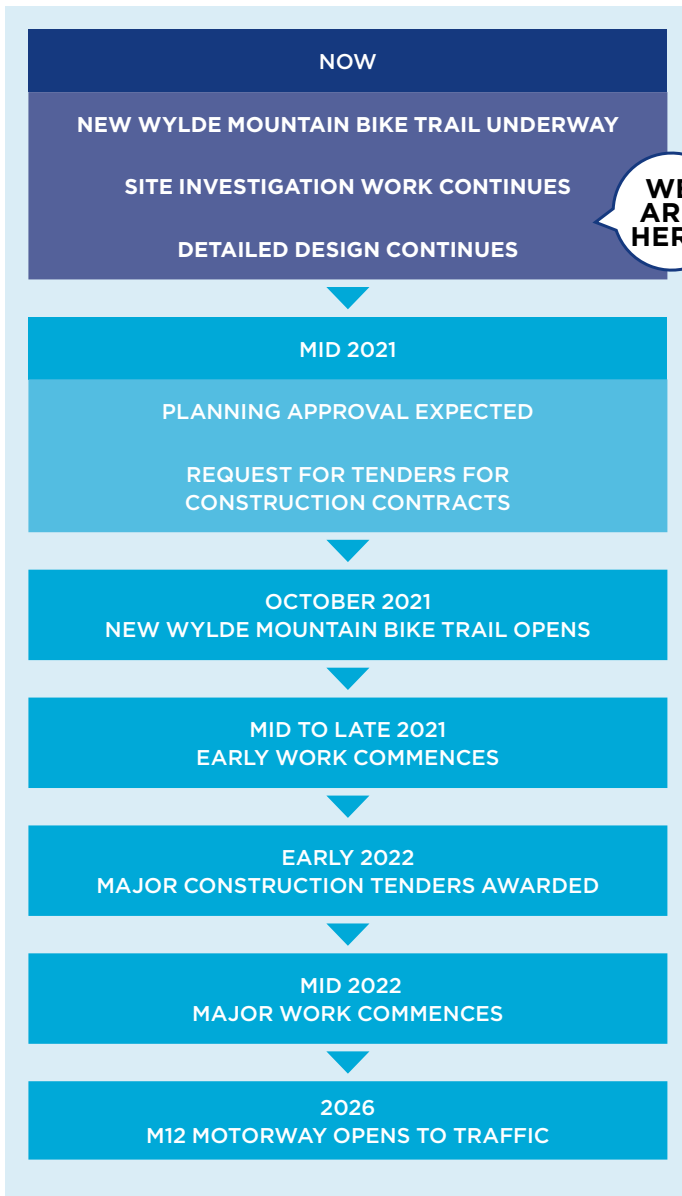 NOW
NEW WYLDE MOUNTAIN BIKE TRAIL UNDERWAY
SITE INVESTIGATION WORK CONTINUES
DETAILED DESIGN CONTINUES
WE
ARE
HERE
MID 2021
PLANNING APPROVAL EXPECTED
REQUEST FOR TENDERS FOR
CONSTRUCTION CONTRACTS
OCTOBER 2021
NEW WYLDE MOUNTAIN BIKE TRAIL OPENS
MID TO LATE 2021
EARLY WORK COMMENCES
EARLY 2022
MAJOR CONSTRUCTION TENDERS AWARDED
MID 2022
MAJOR WORK COMMENCES
2026
M12 MOTORWAY OPENS TO TRAFFIC